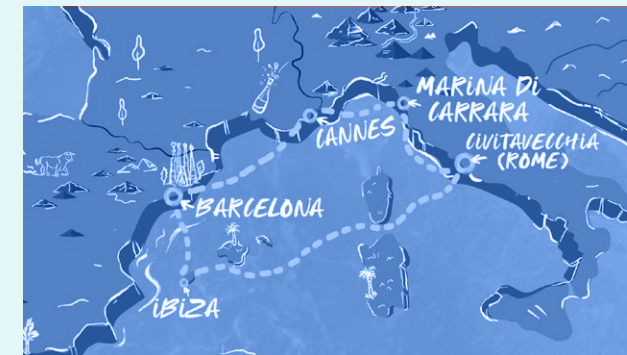 MARINA DI
CARRARA
CANNES
CIVITAVECCHIA
(ROME)
BARCELONA
IBIZA